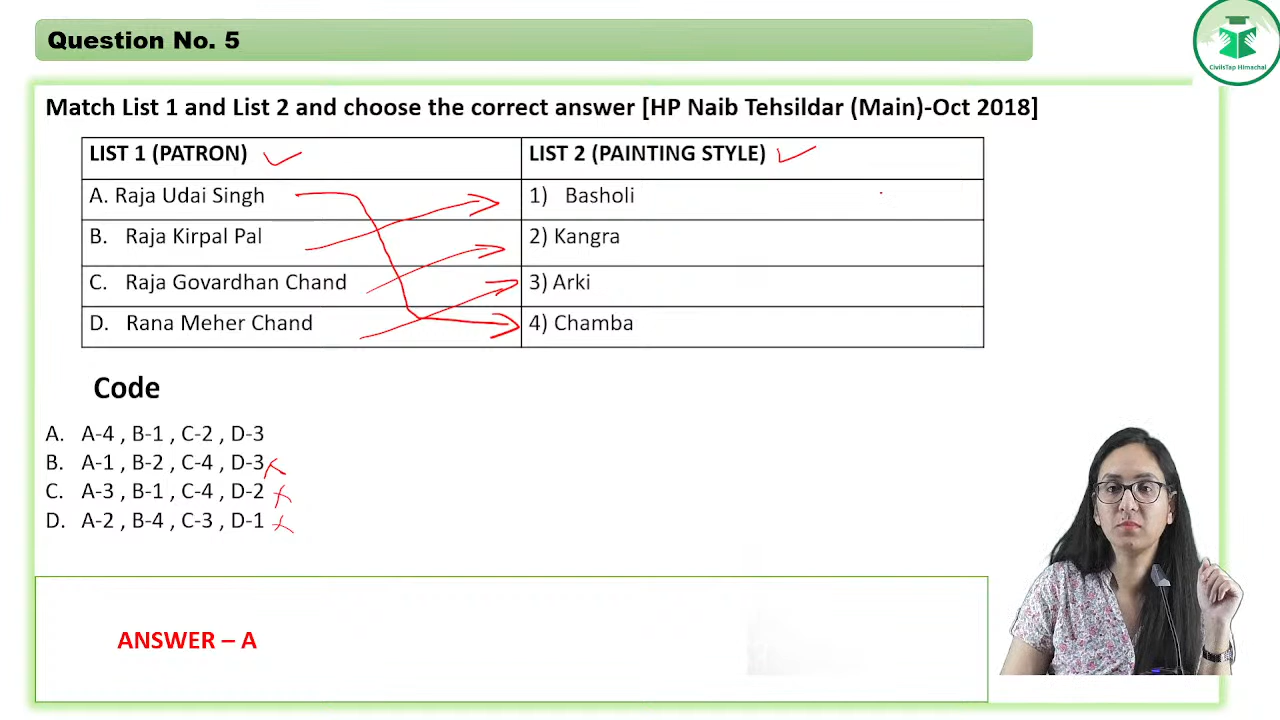 Question No. 5
CivilsTap Himachal
Match List 1 and List 2 and choose the correct answer [HP Naib Tehsildar (Main)-Oct 2018]
LIST 1 (PATRON) LIST 2 (PAINTING STYLE)
A. Raja Udai Singh 1) Basholi
B. Raja Kirpal Pal 2) Kangra
C. Raja Govardhan Chand 3) Arki
D. Rana Meher Chand 4) Chamba
Code
A. A-4 , B-1 , C-2 , D-3
B. A-1 , B-2 , C-4 , D-3
C. A-3 , B-1 , C-4 , D-2
D. A-2 , B-4 , C-3 , D-1
ANSWER – A